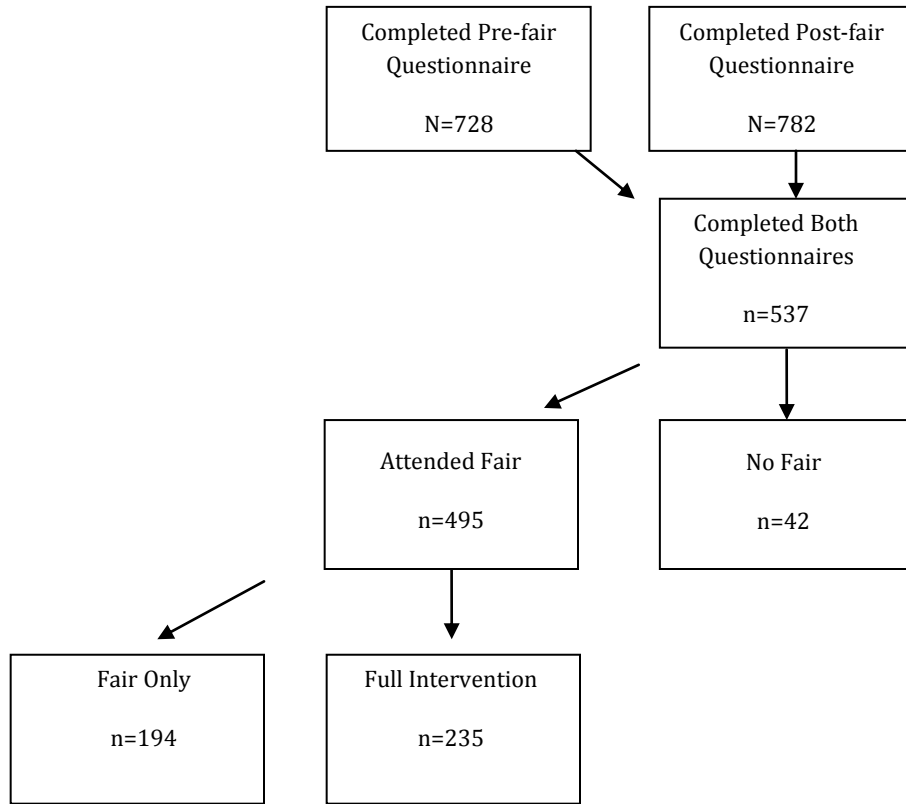 Completed Pre-fair
Questionnaire
N=728
Completed Post-fair
Questionnaire
N=782
Completed Both
Questionnaires
n=537
Attended Fair
n=495
No Fair
n=42
Fair Only
n=194
Full Intervention
n=235